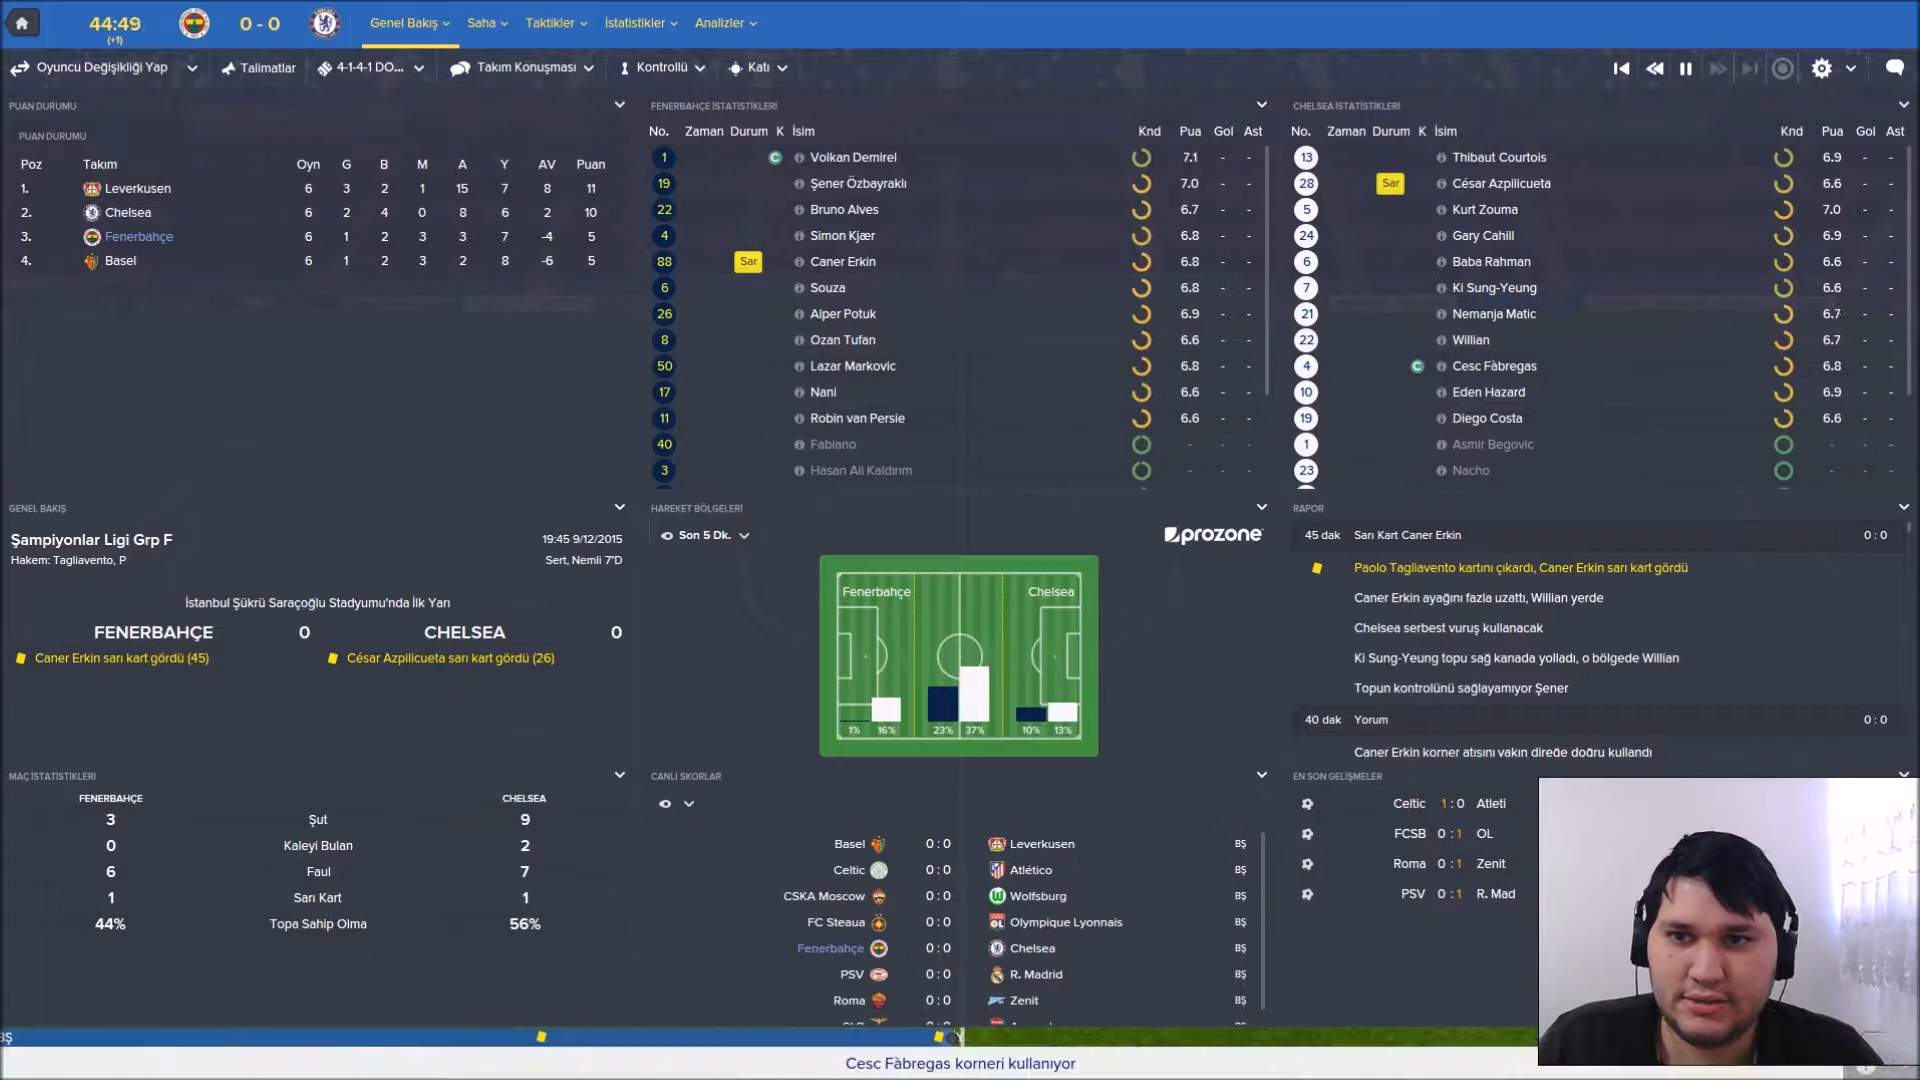 44:49
(+1)
0 - 0
Genel Bakış
Saha
Taktikler
İstatistikler
Analizler
Oyuncu Değişikliği Yap
Talimatlar
4-1-4-1 DO...
Takım Konuşması
Kontrollü
Katı
PUAN DURUMU
PUAN DURUMU
Poz Takım Oyn G B M A Y AV Puan
1. Leverkusen 6 3 2 1 15 7 8 11
2. Chelsea 6 2 4 0 8 6 2 10
3. Fenerbahçe 6 1 2 3 3 7 -4 5
4. Basel 6 1 2 3 2 8 -6 5
FENERBAHÇE İSTATİSTİKLERİ
No. Zaman Durum K İsim Knd Pua Gol Ast
1 C Volkan Demirel 7.1 - -
19 Şener Özbayraklı 7.0 - -
22 Bruno Alves 6.7 - -
4 Simon Kjær 6.8 - -
88 Sar Caner Erkin 6.8 - -
6 Souza 6.8 - -
26 Alper Potuk 6.9 - -
8 Ozan Tufan 6.6 - -
50 Lazar Markovic 6.8 - -
17 Nani 6.6 - -
11 Robin van Persie 6.6 - -
40 Fabiano - - -
3 Hasan Ali Kaldırım - - -
CHELSEA İSTATİSTİKLERİ
No. Zaman Durum K İsim Knd Pua Gol Ast
13 Thibaut Courtois 6.9 - -
28 Sar César Azpilicueta 6.6 - -
5 Kurt Zouma 7.0 - -
24 Gary Cahill 6.9 - -
6 Baba Rahman 6.6 - -
7 Ki Sung-Yeung 6.6 - -
21 Nemanja Matic 6.7 - -
22 Willian 6.7 - -
4 C Cesc Fàbregas 6.8 - -
10 Eden Hazard 6.9 - -
19 Diego Costa 6.6 - -
1 Asmir Begovic - - -
23 Nacho - - -
GENEL BAKIŞ
Şampiyonlar Ligi Grp F 19:45 9/12/2015
Hakem: Tagliavento, P Sert, Nemli 7°D
İstanbul Şükrü Saraçoğlu Stadyumu'nda İlk Yarı
FENERBAHÇE 0 CHELSEA 0
Caner Erkin sarı kart gördü (45) César Azpilicueta sarı kart gördü (26)
HAREKET BÖLGELERİ
Son 5 Dk.
prozone
Fenerbahçe Chelsea
1% 16% 23% 37% 10% 13%
RAPOR
45 dak Sarı Kart Caner Erkin 0 : 0
Paolo Tagliavento kartını çıkardı, Caner Erkin sarı kart gördü
Caner Erkin ayağını fazla uzattı, Willian yerde
Chelsea serbest vuruş kullanacak
Ki Sung-Yeung topu sağ kanada yolladı, o bölgede Willian
Topun kontrolünü sağlayamıyor Şener
40 dak Yorum 0 : 0
Caner Erkin korner atışını yakın direğe doğru kullandı
MAÇ İSTATİSTİKLERİ
FENERBAHÇE CHELSEA
3 Şut 9
0 Kaleyi Bulan 2
6 Faul 7
1 Sarı Kart 1
44% Topa Sahip Olma 56%
CANLI SKORLAR
Basel 0 : 0 Leverkusen BŞ
Celtic 0 : 0 Atlético BŞ
CSKA Moscow 0 : 0 Wolfsburg BŞ
FC Steaua 0 : 0 Olympique Lyonnais BŞ
Fenerbahçe 0 : 0 Chelsea BŞ
PSV 0 : 0 R. Madrid BŞ
Roma 0 : 0 Zenit BŞ
EN SON GELİŞMELER
Celtic 1 : 0 Atleti
FCSB 0 : 1 OL
Roma 0 : 1 Zenit
PSV 0 : 1 R. Mad
BŞ
Cesc Fàbregas korneri kullanıyor